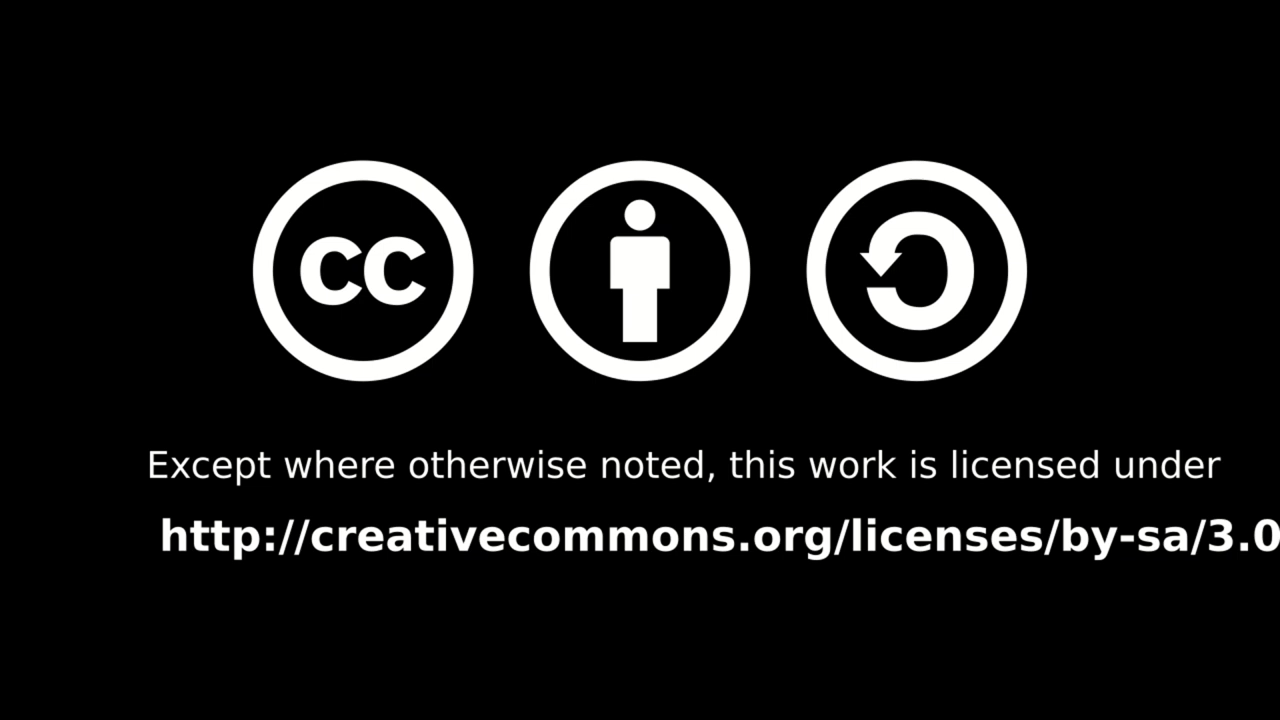 cc
Except where otherwise noted, this work is licensed under
http://creativecommons.org/licenses/by-sa/3.0